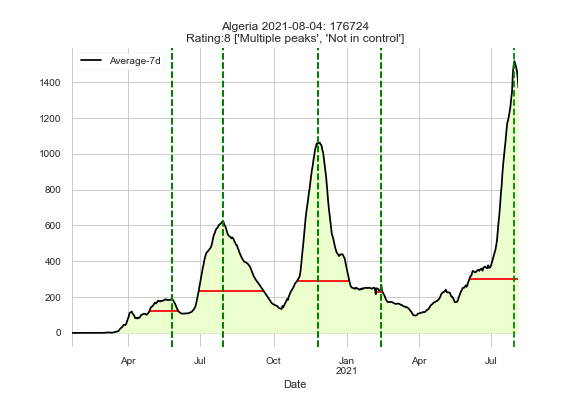 Algeria 2021-08-04: 176724
Rating:8 ['Multiple peaks', 'Not in control']
Average-7d
1400
1200
1000
800
600
400
200
0
Apr
Jul
Oct
Jan
2021
Apr
Jul
Date